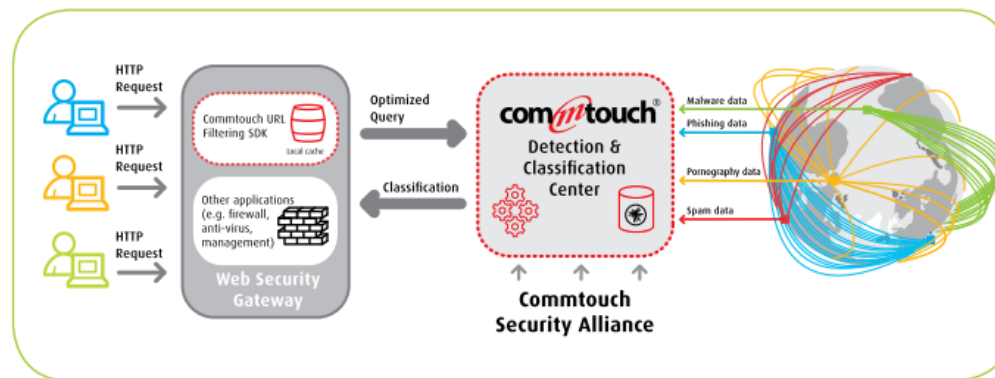 HTTP
Request
HTTP
Request
HTTP
Request
Commtouch URL
Filtering SDK
Local cache
Other applications
(e.g. firewall,
anti-virus,
management)
Web Security
Gateway
Optimized
Query
Classification
commtouch®
Detection &
Classification
Center
Commtouch
Security Alliance
Malware data
Phishing data
Pornography data
Spam data